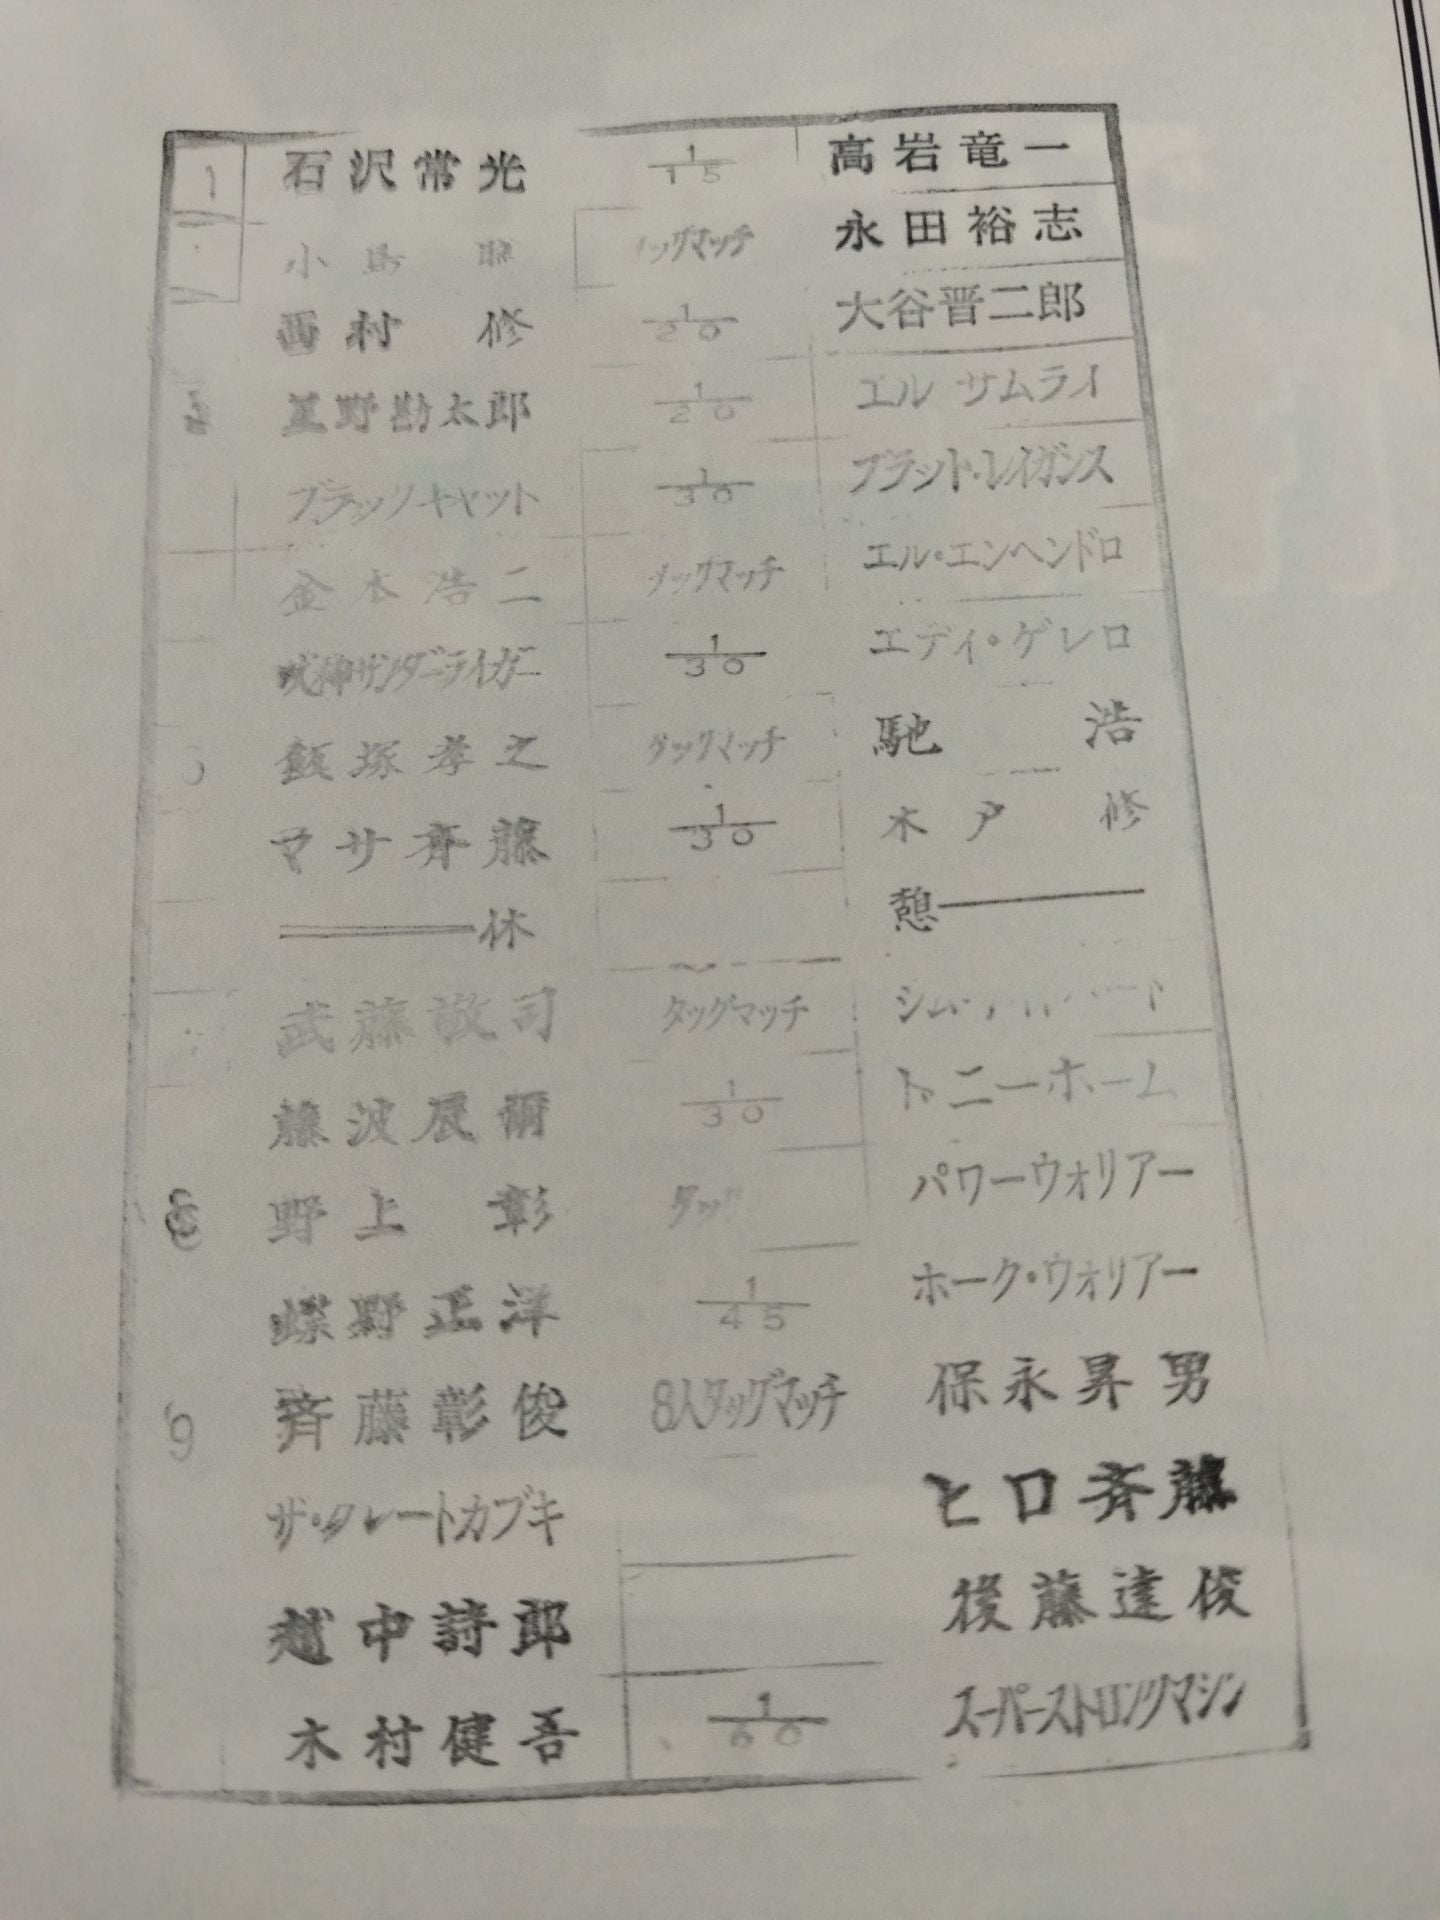 1 石沢常光 1/15 高岩竜一
小島 聡 タッグマッチ 永田裕志
西村 修 1/20 大谷晋二郎
星野勘太郎 1/20 エル サムライ
ブラックキャット 1/30 ブラット・レイガンス
金本浩二 タッグマッチ エル・エンヘンドロ
獣神サンダーライガー 1/30 エディ・ゲレロ
飯塚孝之 タッグマッチ 馳 浩
マサ斉藤 1/30 木戸 修
休 憩
武藤敬司 タッグマッチ
藤波辰爾 1/30 トニーホーム
8 野上 彰 タッグ パワーウォリアー
蝶野正洋 1/45 ホーク・ウォリアー
9 斉藤彰俊 8人タッグマッチ 保永昇男
ザ・グレートカブキ ヒロ斉藤
越中詩郎 後藤達俊
木村健吾 1/60 スーパーストロングマシン